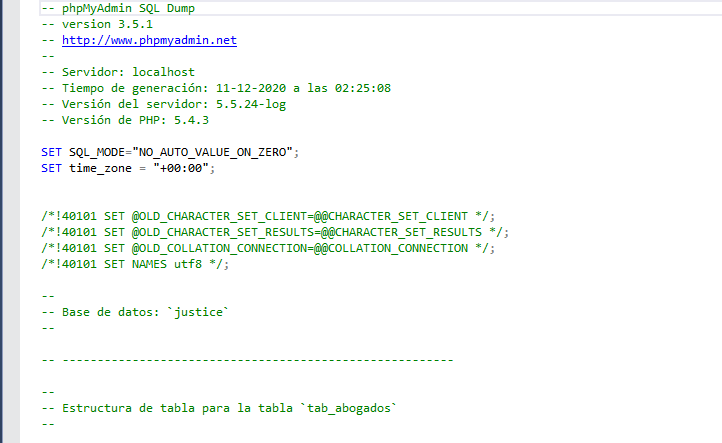 -- phpMyAdmin SQL Dump
-- version 3.5.1
-- http://www.phpmyadmin.net
--
-- Servidor: localhost
-- Tiempo de generación: 11-12-2020 a las 02:25:08
-- Versión del servidor: 5.5.24-log
-- Versión de PHP: 5.4.3
SET SQL_MODE="NO_AUTO_VALUE_ON_ZERO";
SET time_zone = "+00:00";
/*!40101 SET @OLD_CHARACTER_SET_CLIENT=@@CHARACTER_SET_CLIENT */;
/*!40101 SET @OLD_CHARACTER_SET_RESULTS=@@CHARACTER_SET_RESULTS */;
/*!40101 SET @OLD_COLLATION_CONNECTION=@@COLLATION_CONNECTION */;
/*!40101 SET NAMES utf8 */;
--
-- Base de datos: `justice`
--
-- --------------------------------------------------------
--
-- Estructura de tabla para la tabla `tab_abogados`
--